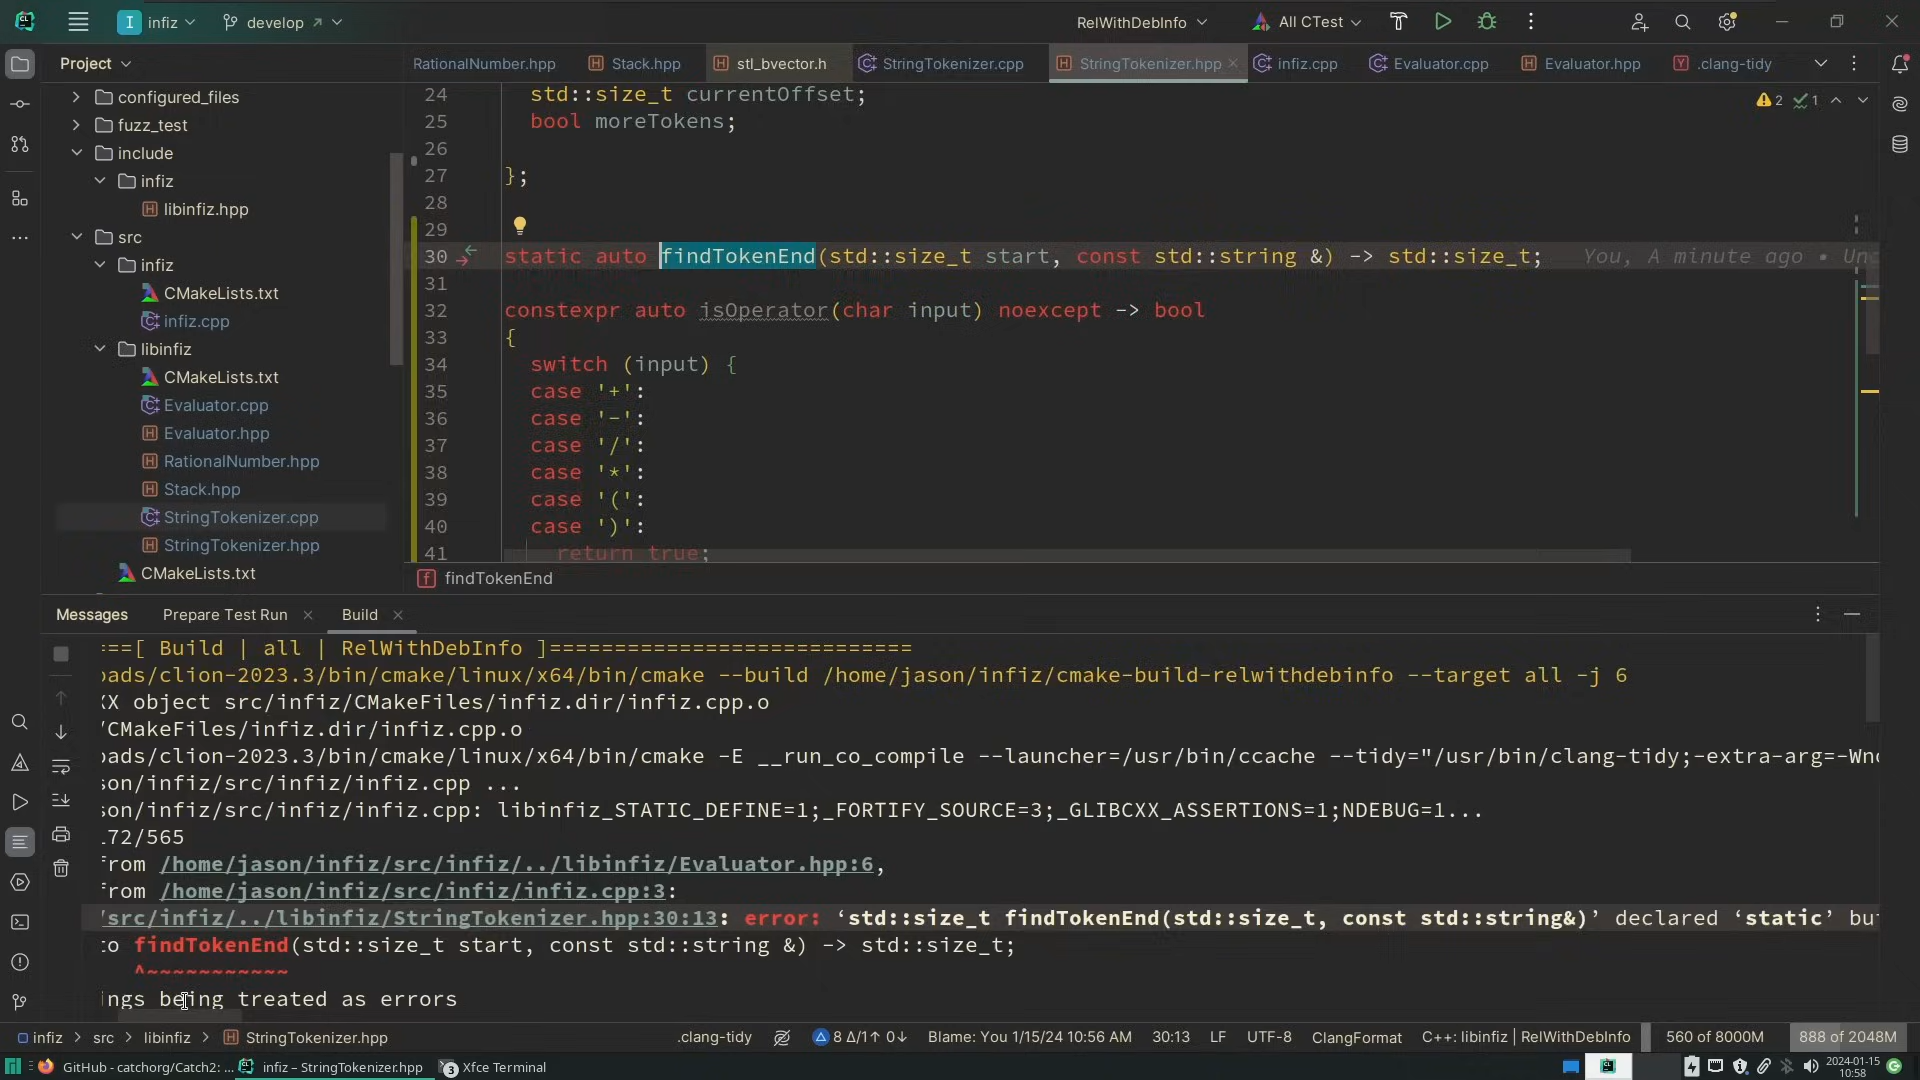 I infiz develop RelWithDebInfo All CTest
Project
RationalNumber.hpp Stack.hpp stl_bvector.h StringTokenizer.cpp StringTokenizer.hpp infiz.cpp Evaluator.cpp Evaluator.hpp .clang-tidy
configured_files
fuzz_test
include
infiz
libinfiz.hpp
src
infiz
CMakeLists.txt
infiz.cpp
libinfiz
CMakeLists.txt
Evaluator.cpp
Evaluator.hpp
RationalNumber.hpp
Stack.hpp
StringTokenizer.cpp
StringTokenizer.hpp
CMakeLists.txt
2 1
24 std::size_t currentOffset;
25 bool moreTokens;
26
27 };
28
29
30 static auto findTokenEnd(std::size_t start, const std::string &) -> std::size_t; You, A minute ago • Unc
31
32 constexpr auto isOperator(char input) noexcept -> bool
33 {
34 switch (input) {
35 case '+':
36 case '-':
37 case '/':
38 case '*':
39 case '(':
40 case ')':
41 return true;
f findTokenEnd
Messages Prepare Test Run Build
===[ Build | all | RelWithDebInfo ]============================
oads/clion-2023.3/bin/cmake/linux/x64/bin/cmake --build /home/jason/infiz/cmake-build-relwithdebinfo --target all -j 6
XX object src/infiz/CMakeFiles/infiz.dir/infiz.cpp.o
/CMakeFiles/infiz.dir/infiz.cpp.o
oads/clion-2023.3/bin/cmake/linux/x64/bin/cmake -E __run_co_compile --launcher=/usr/bin/ccache --tidy="/usr/bin/clang-tidy;-extra-arg=-Wno
son/infiz/src/infiz/infiz.cpp ...
son/infiz/src/infiz/infiz.cpp: libinfiz_STATIC_DEFINE=1;_FORTIFY_SOURCE=3;_GLIBCXX_ASSERTIONS=1;NDEBUG=1...
172/565
from /home/jason/infiz/src/infiz/../libinfiz/Evaluator.hpp:6,
from /home/jason/infiz/src/infiz/infiz.cpp:3:
/src/infiz/../libinfiz/StringTokenizer.hpp:30:13: error: ‘std::size_t findTokenEnd(std::size_t, const std::string&)’ declared ‘static’ bu
to findTokenEnd(std::size_t start, const std::string &) -> std::size_t;
^~~~~~~~~~~~
ings being treated as errors
infiz > src > libinfiz > StringTokenizer.hpp .clang-tidy 8 Δ/1↑ 0↓ Blame: You 1/15/24 10:56 AM 30:13 LF UTF-8 ClangFormat C++: libinfiz | RelWithDebInfo 560 of 8000M 888 of 2048M
GitHub - catchorg/Catch2: ... infiz – StringTokenizer.hpp 3 Xfce Terminal 2024-01-15
10:58